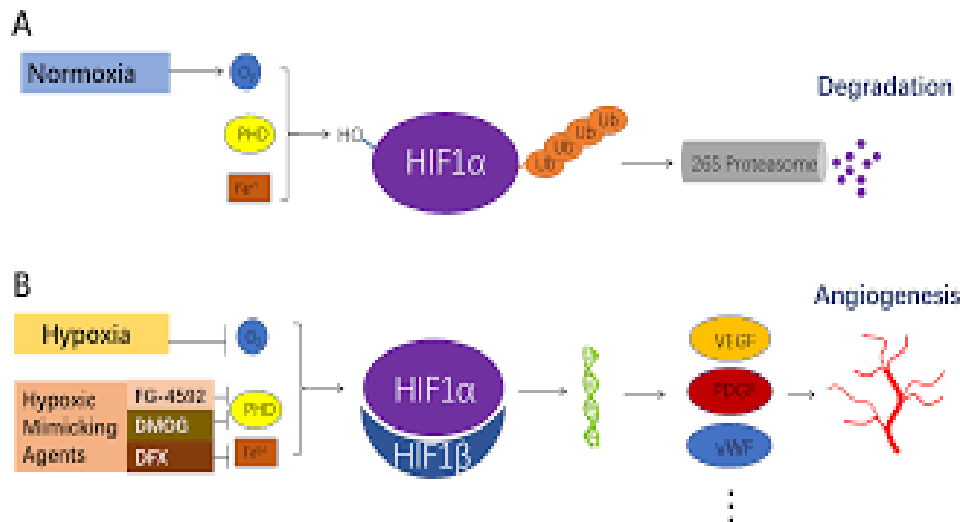 A
Normoxia
O₂
Degradation
PHD
HO
HIF1α
Ub
Ub
Ub
Ub
26S Proteasome
B
Angiogenesis
Hypoxia
O₂
VEGF
Hypoxic
Mimicking
Agents
FG-4592
DMOG
DFX
PHD
HIF1α
HIF1β
PDGF
vWF